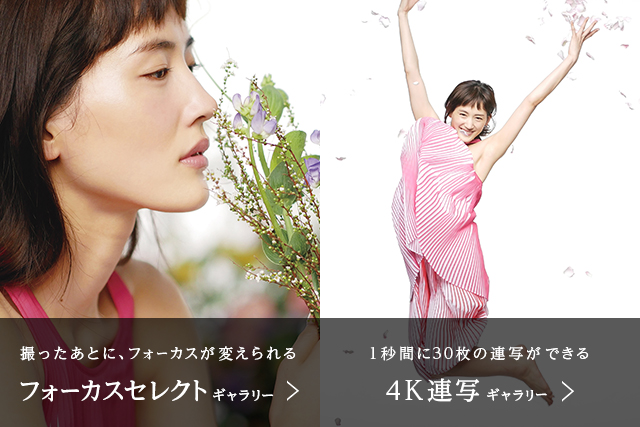 撮ったあとに、フォーカスが変えられる
フォーカスセレクト ギャラリー >
1秒間に30枚の連写ができる
4K連写 ギャラリー >